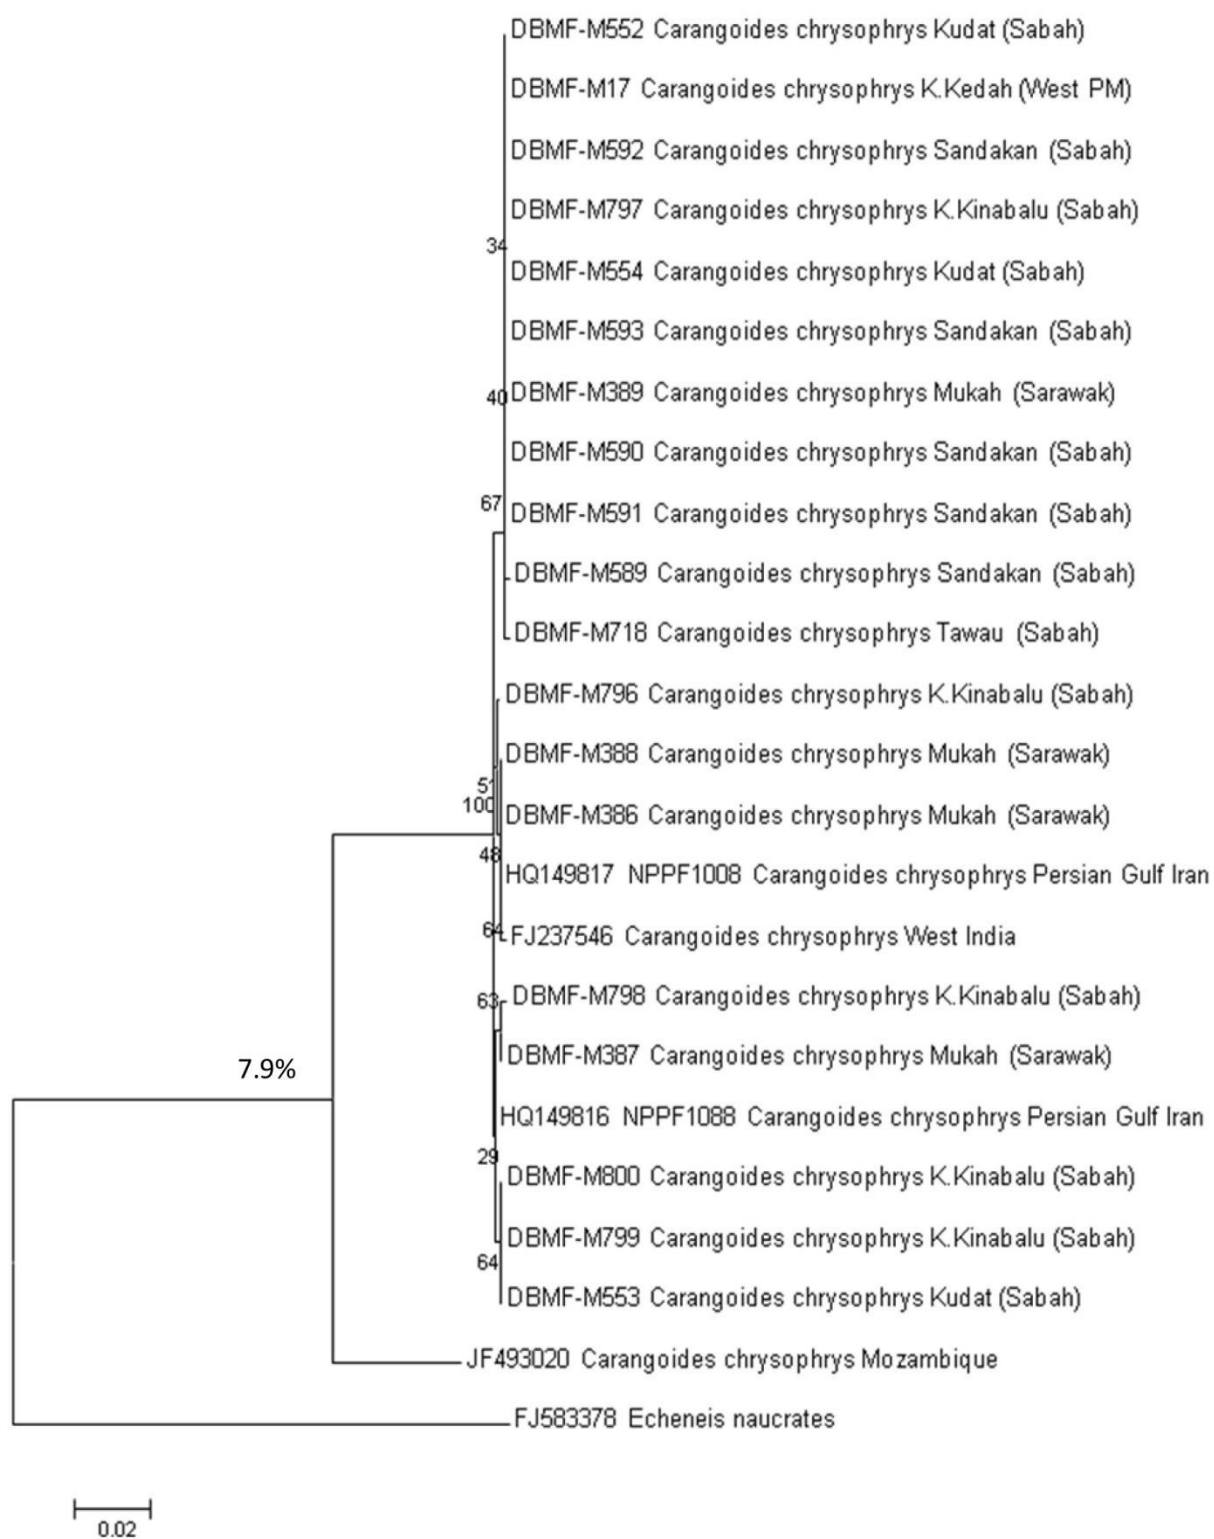 DBMF-M552 Carangoides chrysophrys Kudat (Sabah)
DBMF-M17 Carangoides chrysophrys K.Kedah (West PM)
DBMF-M592 Carangoides chrysophrys Sandakan (Sabah)
DBMF-M797 Carangoides chrysophrys K.Kinabalu (Sabah)
34
DBMF-M554 Carangoides chrysophrys Kudat (Sabah)
DBMF-M593 Carangoides chrysophrys Sandakan (Sabah)
40 DBMF-M389 Carangoides chrysophrys Mukah (Sarawak)
DBMF-M590 Carangoides chrysophrys Sandakan (Sabah)
67
DBMF-M591 Carangoides chrysophrys Sandakan (Sabah)
DBMF-M589 Carangoides chrysophrys Sandakan (Sabah)
DBMF-M718 Carangoides chrysophrys Tawau (Sabah)
DBMF-M796 Carangoides chrysophrys K.Kinabalu (Sabah)
DBMF-M388 Carangoides chrysophrys Mukah (Sarawak)
51
100
DBMF-M386 Carangoides chrysophrys Mukah (Sarawak)
48
HQ149817 NPPF1008 Carangoides chrysophrys Persian Gulf Iran
64 FJ237546 Carangoides chrysophrys West India
63 DBMF-M798 Carangoides chrysophrys K.Kinabalu (Sabah)
DBMF-M387 Carangoides chrysophrys Mukah (Sarawak)
7.9%
HQ149816 NPPF1088 Carangoides chrysophrys Persian Gulf Iran
29
DBMF-M800 Carangoides chrysophrys K.Kinabalu (Sabah)
DBMF-M799 Carangoides chrysophrys K.Kinabalu (Sabah)
64
DBMF-M553 Carangoides chrysophrys Kudat (Sabah)
JF493020 Carangoides chrysophrys Mozambique
FJ583378 Echeneis naucrates
0.02